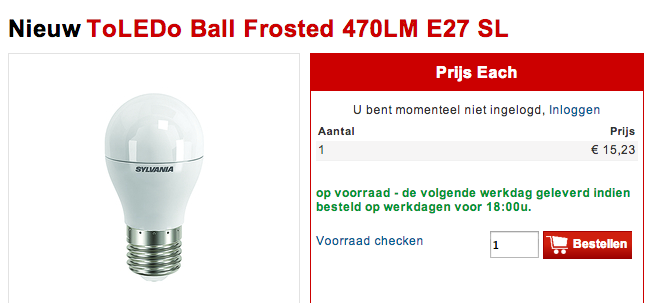 Nieuw ToLEDo Ball Frosted 470LM E27 SL
SYLVANIA
Prijs Each
U bent momenteel niet ingelogd, Inloggen
Aantal Prijs
1 € 15,23
op voorraad - de volgende werkdag geleverd indien
besteld op werkdagen voor 18:00u.
Voorraad checken 1 Bestellen